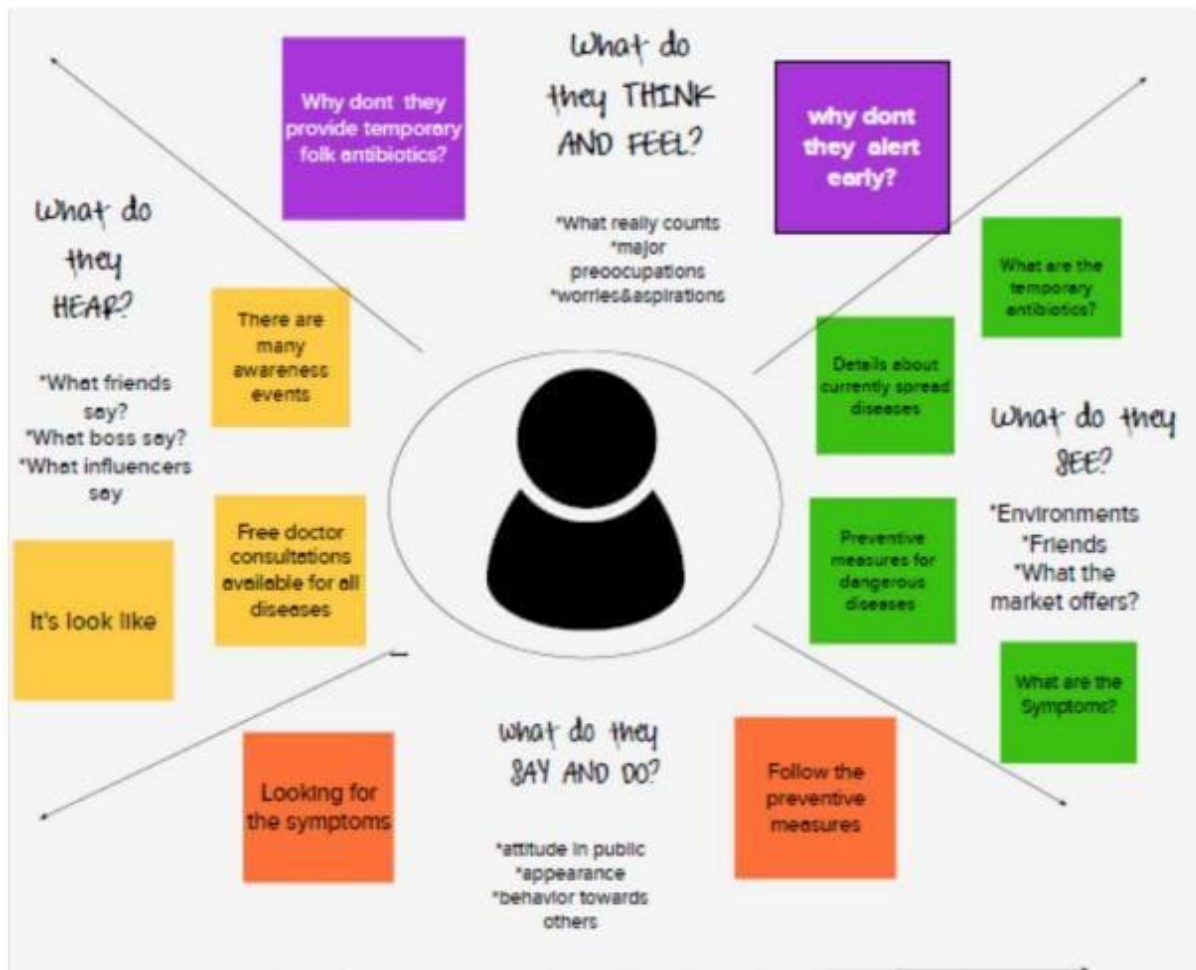 What do
they THINK
AND FEEL?
*What really counts
*major
preoocupations
*worries&aspirations
Why dont they
provide temporary
folk antibiotics?
why dont
they alert
early?
What do
they
HEAR?
*What friends
say?
*What boss say?
*What influencers
say
There are
many
awareness
events
Free doctor
consultations
available for all
diseases
It's look like
What are the
temporary
antibiotics?
Details about
currently spread
diseases
What do they
SEE?
*Environments
*Friends
*What the
market offers?
Preventive
measures for
dangerous
diseases
What are the
Symptoms?
What do they
SAY AND DO?
*attitude in public
*appearance
*behavior towards
others
Looking for
the symptoms
Follow the
preventive
measures